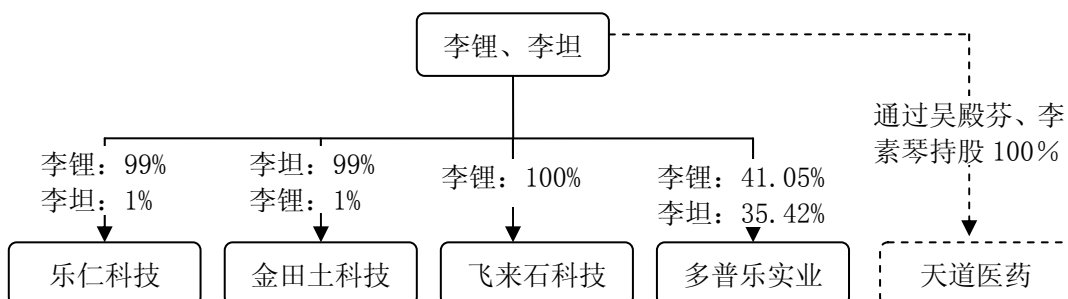 李锂、李坦
通过吴殿芬、李
素琴持股 100%
李锂：99%
李坦：1%
李坦：99%
李锂：1%
李锂：100%
李锂：41.05%
李坦：35.42%
乐仁科技
金田土科技
飞来石科技
多普乐实业
天道医药